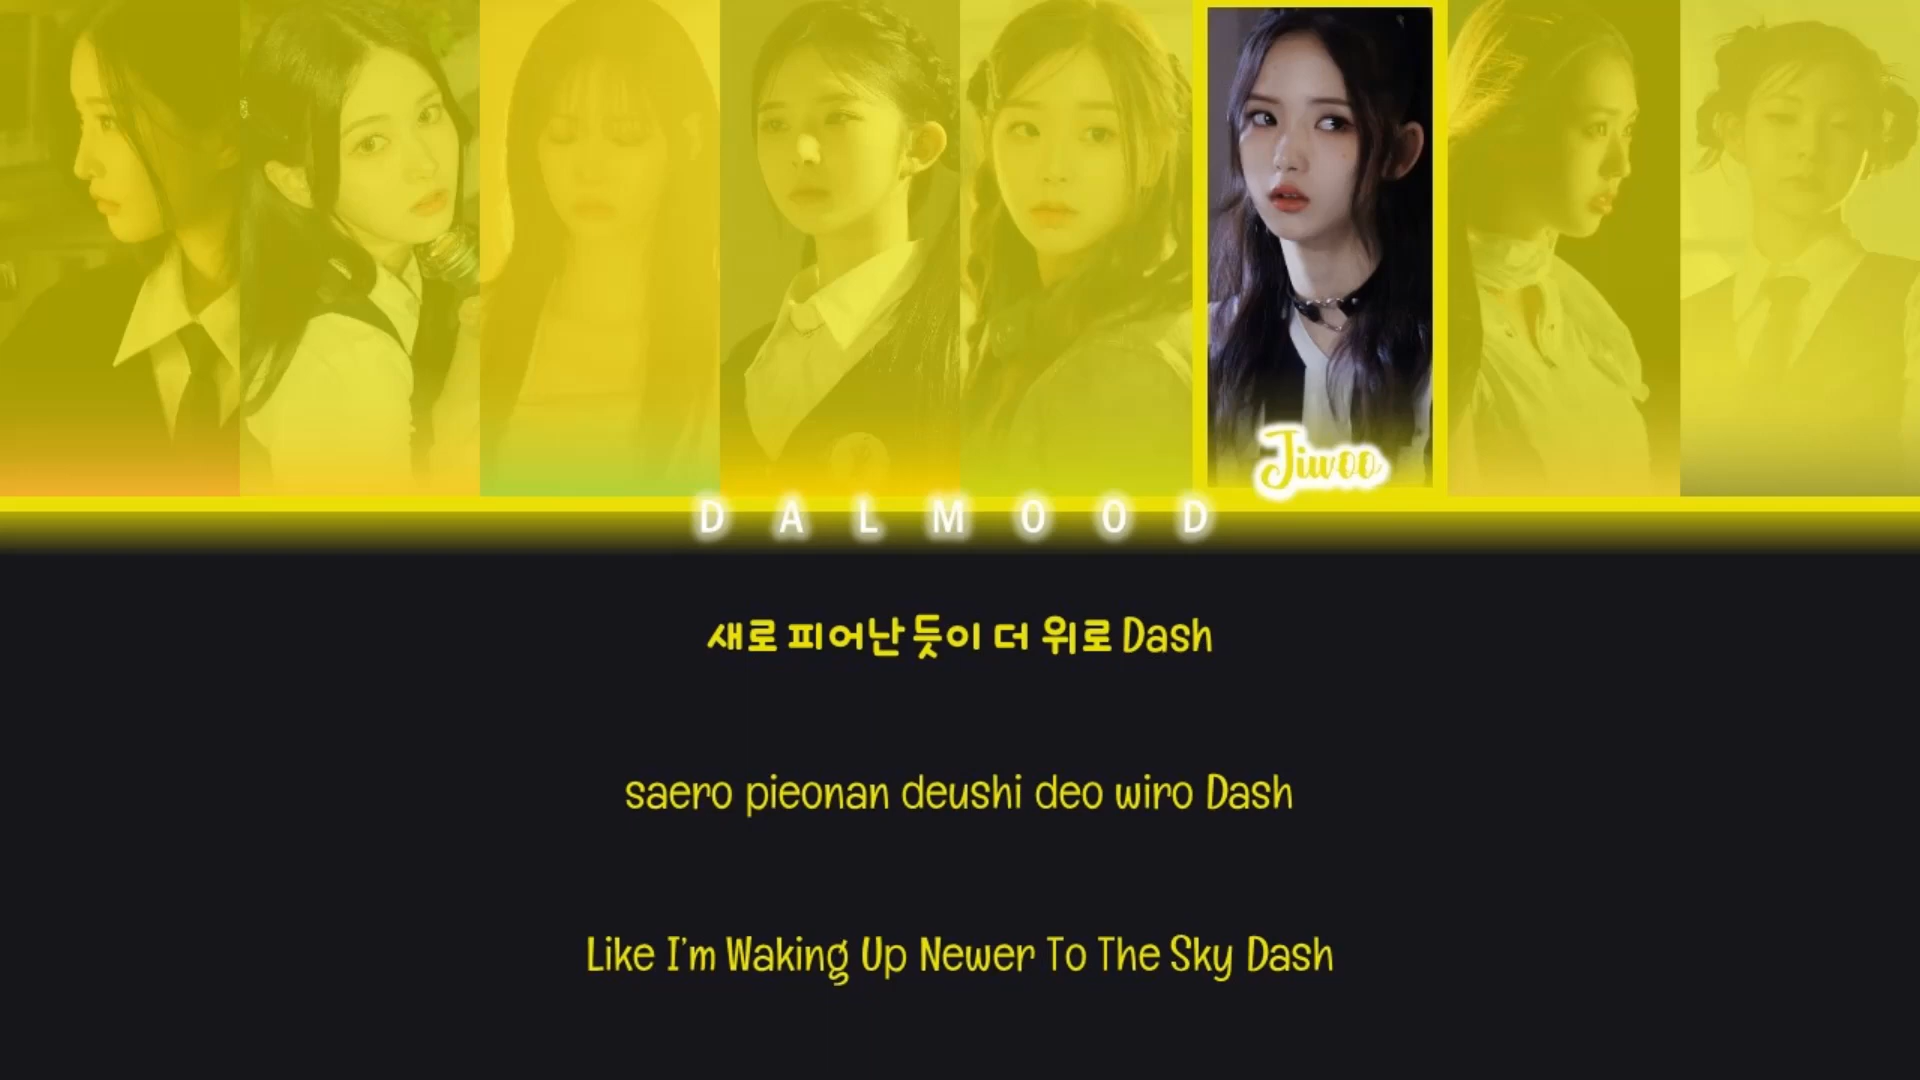 Jiwoo
DALMOOD
새로 피어난 듯이 더 위로 Dash
saero pieonan deushi deo wiro Dash
Like I'm Waking Up Newer To The Sky Dash